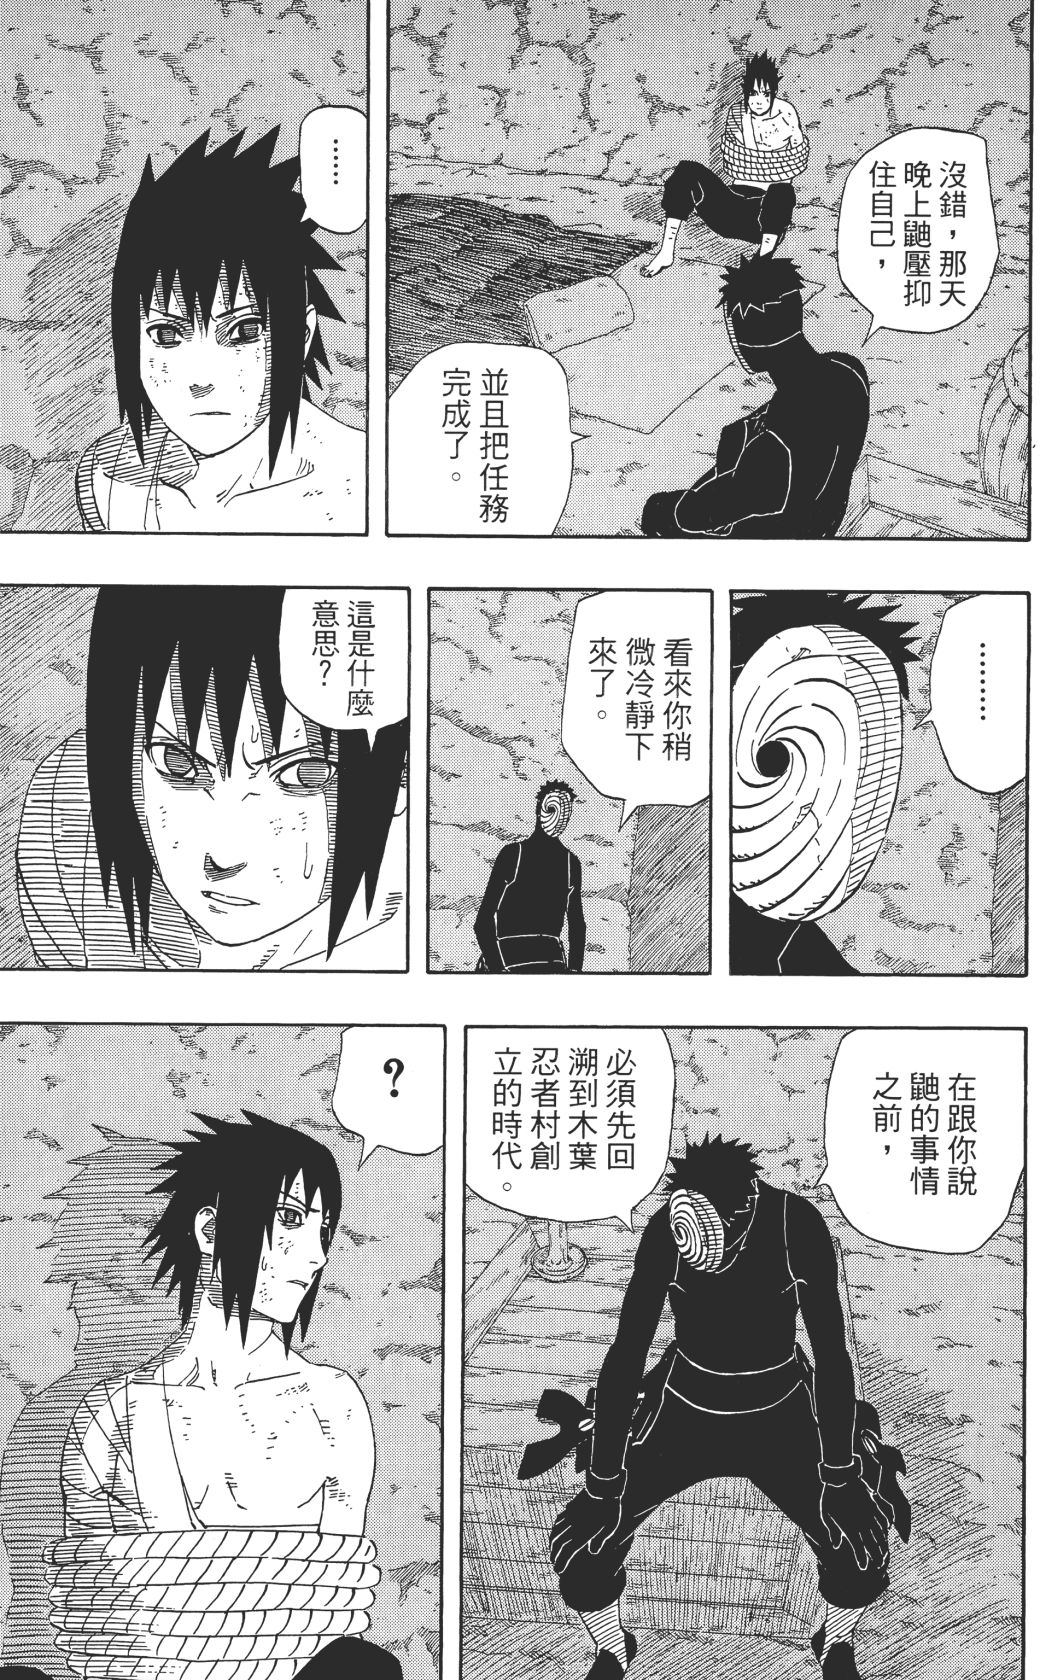 沒錯，那天
晚上鼬壓抑
住自己，
並且把任務
完成了。
……
………
看來你稍
微冷靜下
來了。
這是什麼
意思？
在跟你說
鼬的事情
之前，
必須先回
溯到木葉
忍者村創
立的時代。
？